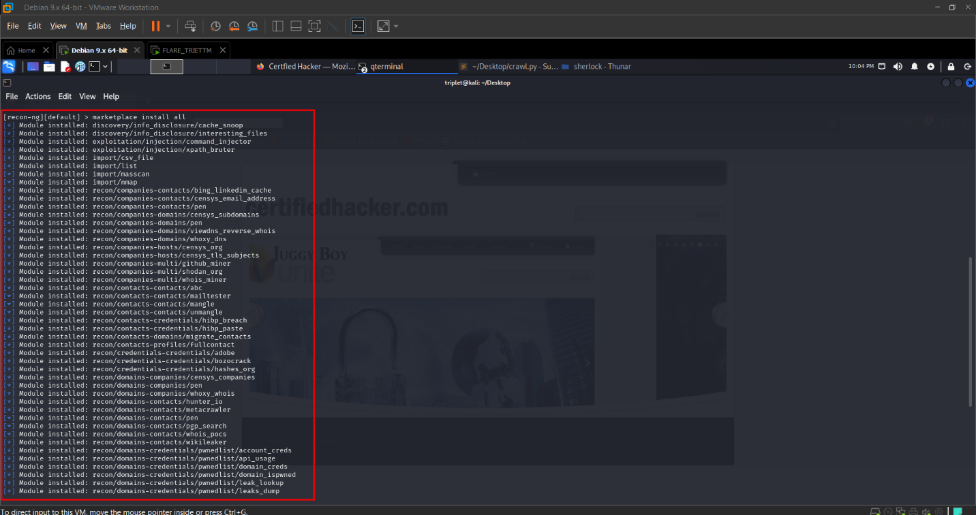 Debian 9.x 64-bit - VMware Workstation
File Edit View VM Tabs Help
Home Debian 9.x 64-bit FLARE_TRIETTM
Certified Hacker — Mozi... qterminal ~/Desktop/crawl.py - Su... sherlock - Thunar 10:04 PM
triplet@kali: ~/Desktop
File Actions Edit View Help
[recon-ng][default] > marketplace install all
[*] Module installed: discovery/info_disclosure/cache_snoop
[*] Module installed: discovery/info_disclosure/interesting_files
[*] Module installed: exploitation/injection/command_injector
[*] Module installed: exploitation/injection/xpath_bruter
[*] Module installed: import/csv_file
[*] Module installed: import/list
[*] Module installed: import/masscan
[*] Module installed: import/nmap
[*] Module installed: recon/companies-contacts/bing_linkedin_cache
[*] Module installed: recon/companies-contacts/censys_email_address
[*] Module installed: recon/companies-contacts/pen
[*] Module installed: recon/companies-domains/censys_subdomains
[*] Module installed: recon/companies-domains/pen
[*] Module installed: recon/companies-domains/viewdns_reverse_whois
[*] Module installed: recon/companies-domains/whoxy_dns
[*] Module installed: recon/companies-hosts/censys_org
[*] Module installed: recon/companies-hosts/censys_tls_subjects
[*] Module installed: recon/companies-multi/github_miner
[*] Module installed: recon/companies-multi/shodan_org
[*] Module installed: recon/companies-multi/whois_miner
[*] Module installed: recon/contacts-contacts/abc
[*] Module installed: recon/contacts-contacts/mailtester
[*] Module installed: recon/contacts-contacts/mangle
[*] Module installed: recon/contacts-contacts/unmangle
[*] Module installed: recon/contacts-credentials/hibp_breach
[*] Module installed: recon/contacts-credentials/hibp_paste
[*] Module installed: recon/contacts-domains/migrate_contacts
[*] Module installed: recon/contacts-profiles/fullcontact
[*] Module installed: recon/credentials-credentials/adobe
[*] Module installed: recon/credentials-credentials/bozocrack
[*] Module installed: recon/credentials-credentials/hashes_org
[*] Module installed: recon/domains-companies/censys_companies
[*] Module installed: recon/domains-companies/pen
[*] Module installed: recon/domains-companies/whoxy_whois
[*] Module installed: recon/domains-contacts/hunter_io
[*] Module installed: recon/domains-contacts/metacrawler
[*] Module installed: recon/domains-contacts/pen
[*] Module installed: recon/domains-contacts/pgp_search
[*] Module installed: recon/domains-contacts/whois_pocs
[*] Module installed: recon/domains-contacts/wikileaker
[*] Module installed: recon/domains-credentials/pwnedlist/account_creds
[*] Module installed: recon/domains-credentials/pwnedlist/api_usage
[*] Module installed: recon/domains-credentials/pwnedlist/domain_creds
[*] Module installed: recon/domains-credentials/pwnedlist/domain_ispwned
[*] Module installed: recon/domains-credentials/pwnedlist/leak_lookup
[*] Module installed: recon/domains-credentials/pwnedlist/leaks_dump
certifiedhacker.com
JUGGY BOY
UNITE
To direct input to this VM, move the mouse pointer inside or press Ctrl+G.